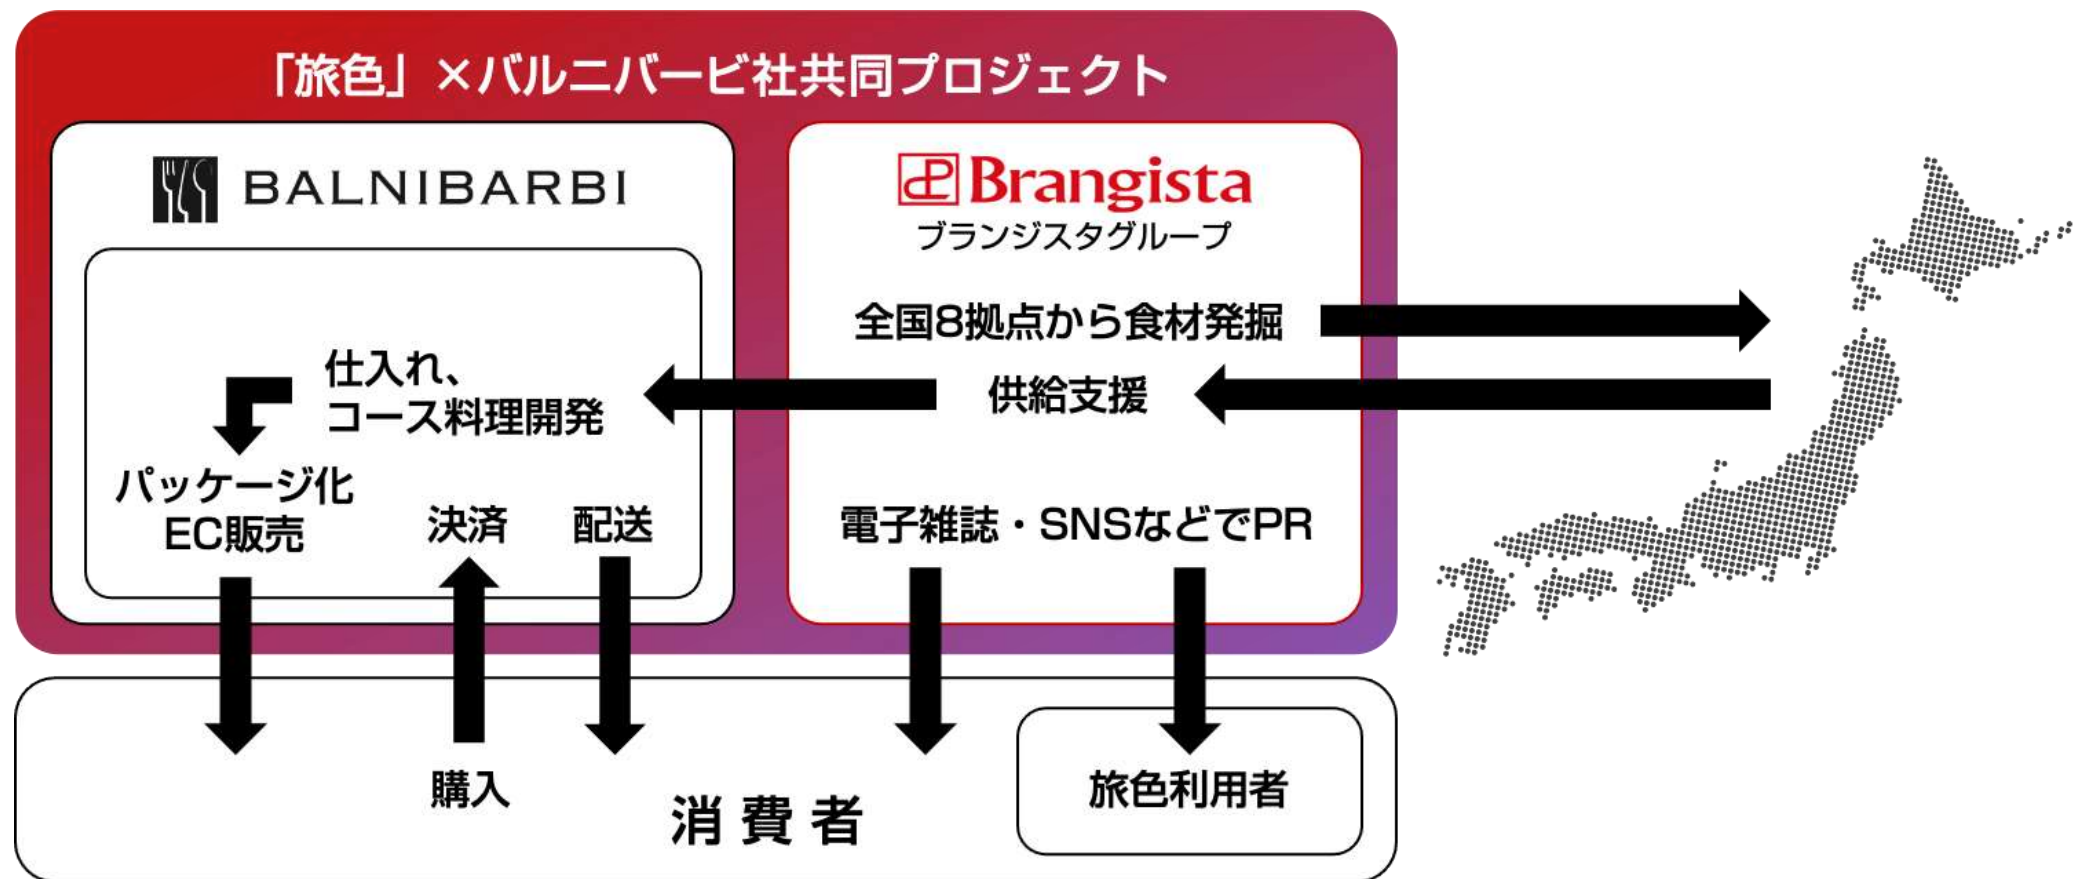 「旅色」×バルニバービ社共同プロジェクト
BALNIBARBI
仕入れ、
コース料理開発
パッケージ化
EC販売
決済
配送
Brangista
ブランジスタグループ
全国8拠点から食材発掘
供給支援
電子雑誌・SNSなどでPR
購入
消費者
旅色利用者